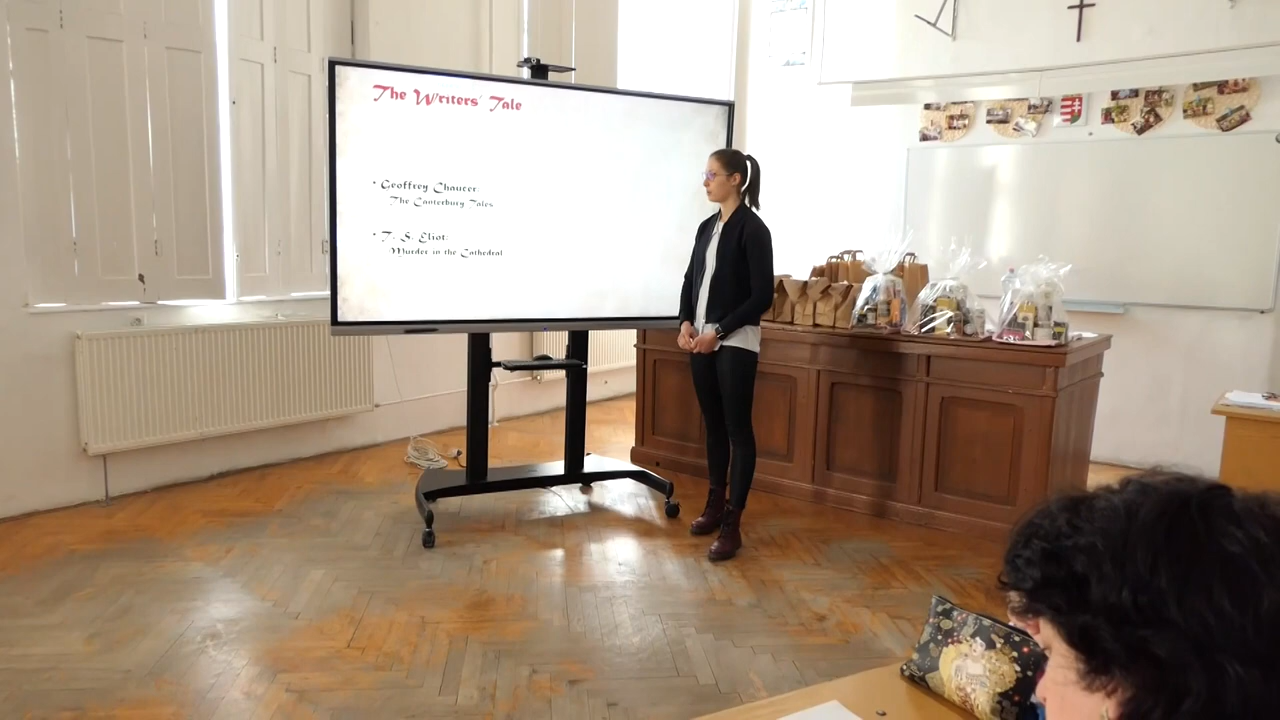 The Writers' Tale
• Geoffrey Chaucer:
The Canterbury Tales
• T. S. Eliot:
Murder in the Cathedral